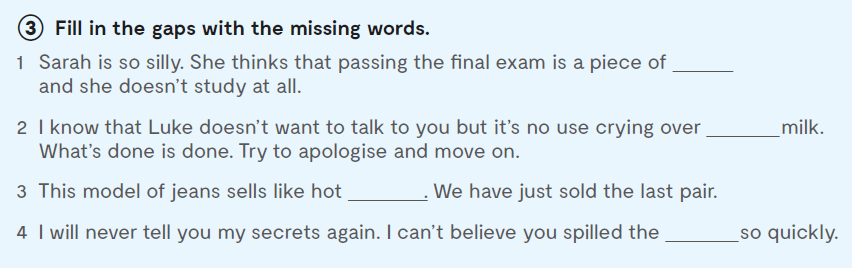 3 Fill in the gaps with the missing words.
1 Sarah is so silly. She thinks that passing the final exam is a piece of ______
and she doesn't study at all.
2 I know that Luke doesn't want to talk to you but it's no use crying over _______ milk.
What's done is done. Try to apologise and move on.
3 This model of jeans sells like hot ________. We have just sold the last pair.
4 I will never tell you my secrets again. I can't believe you spilled the _______ so quickly.